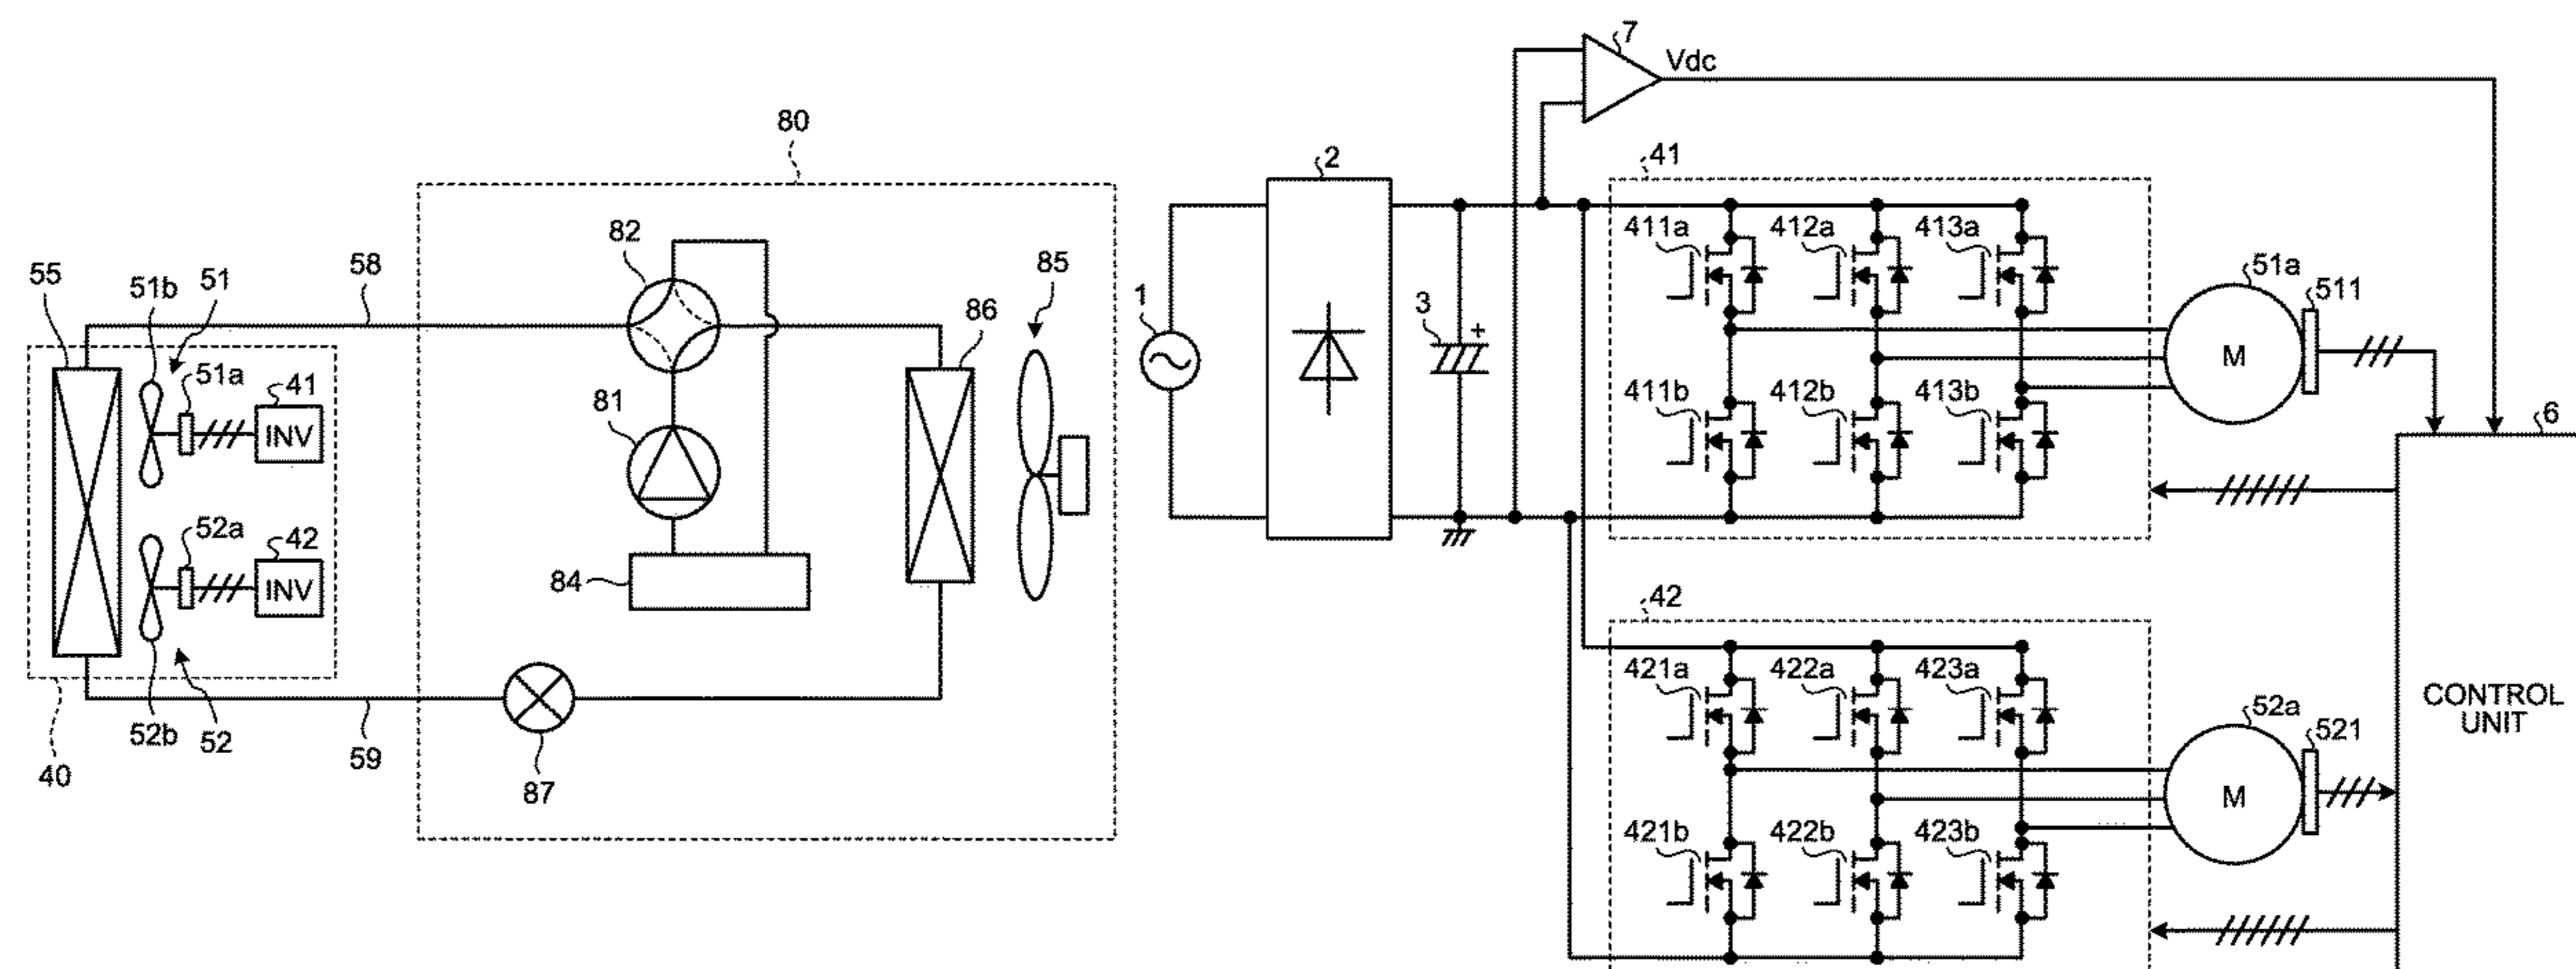 80
82
55
51b
51
58
85
86
51a
41
INV
81
52a
42
INV
84
52b
52
59
40
87
7
Vdc
2
41
1
3
+
411a
412a
413a
51a
511
M
411b
412b
413b
6
42
421a
422a
423a
52a
521
M
CONTROL
UNIT
421b
422b
423b